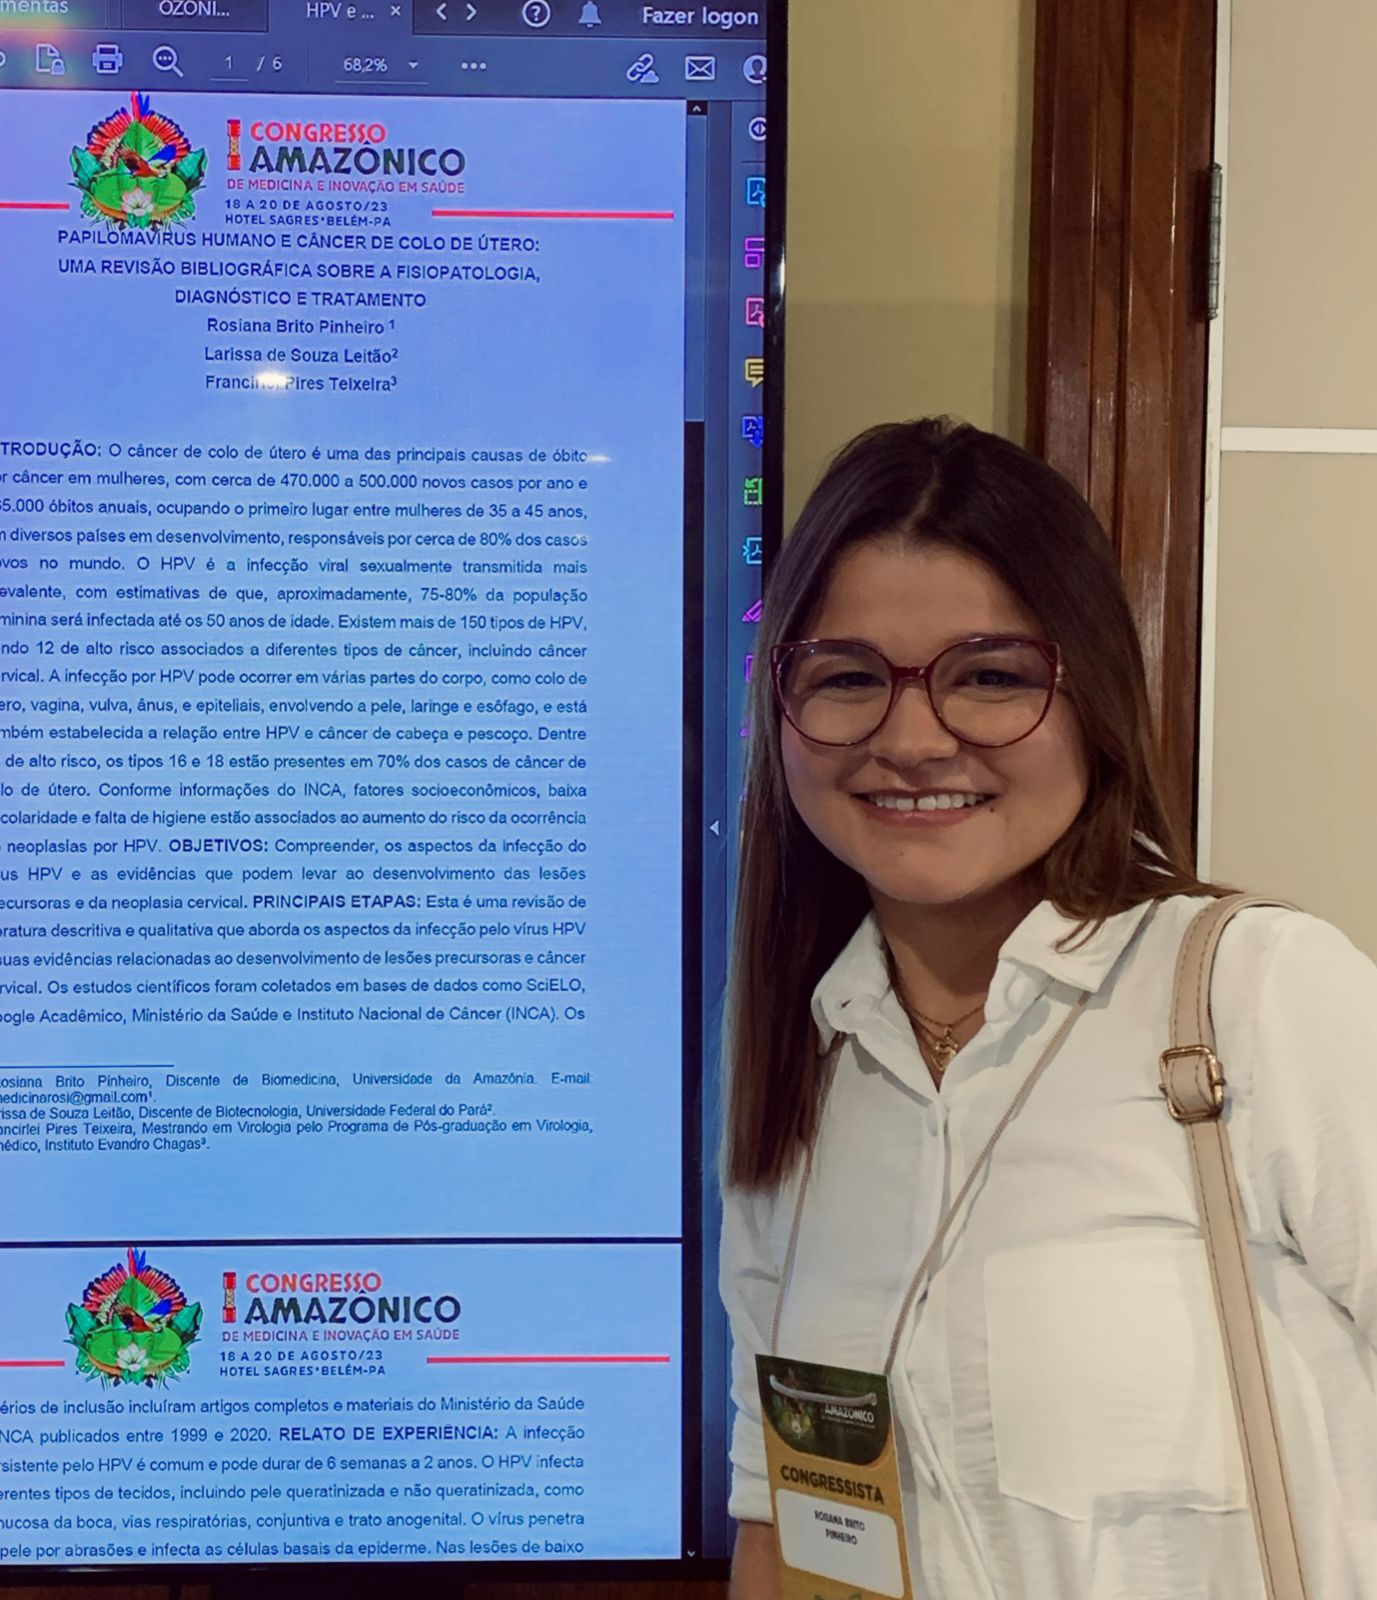 mentas
OZONI...
HPV e ...
Fazer logon
1 / 6
68,2%
CONGRESSO
AMAZÔNICO
DE MEDICINA E INOVAÇÃO EM SAÚDE
18 A 20 DE AGOSTO/23
HOTEL SAGRES*BELÉM-PA
PAPILOMAVÍRUS HUMANO E CÂNCER DE COLO DE ÚTERO:
UMA REVISÃO BIBLIOGRÁFICA SOBRE A FISIOPATOLOGIA,
DIAGNÓSTICO E TRATAMENTO
Rosiana Brito Pinheiro ¹
Larissa de Souza Leitão²
Pires Teixeira³
TRODUÇÃO: O câncer de colo de útero é uma das principais causas de óbito
r câncer em mulheres, com cerca de 470.000 a 500.000 novos casos por ano e
5.000 óbitos anuais, ocupando o primeiro lugar entre mulheres de 35 a 45 anos,
diversos países em desenvolvimento, responsáveis por cerca de 80% dos casos
vos no mundo. O HPV é a infecção viral sexualmente transmitida mais
evalente, com estimativas de que, aproximadamente, 75-80% da população
minina será infectada até os 50 anos de idade. Existem mais de 150 tipos de HPV,
ndo 12 de alto risco associados a diferentes tipos de câncer, incluindo câncer
rvical. A infecção por HPV pode ocorrer em várias partes do corpo, como colo de
ero, vagina, vulva, ânus, e epiteliais, envolvendo a pele, laringe e esôfago, e está
mbém estabelecida a relação entre HPV e câncer de cabeça e pescoço. Dentre
de alto risco, os tipos 16 e 18 estão presentes em 70% dos casos de câncer de
lo de útero. Conforme informações do INCA, fatores socioeconômicos, baixa
colaridade e falta de higiene estão associados ao aumento do risco da ocorrência
neoplasias por HPV. OBJETIVOS: Compreender, os aspectos da infecção do
us HPV e as evidências que podem levar ao desenvolvimento das lesões
ecursoras e da neoplasia cervical. PRINCIPAIS ETAPAS: Esta é uma revisão de
eratura descritiva e qualitativa que aborda os aspectos da infecção pelo vírus HPV
suas evidências relacionadas ao desenvolvimento de lesões precursoras e câncer
rvical. Os estudos científicos foram coletados em bases de dados como SciELO,
oogle Acadêmico, Ministério da Saúde e Instituto Nacional de Câncer (INCA). Os
osiana Brito Pinheiro, Discente de Biomedicina, Universidade da Amazônia. E-mail:
medicinarosi@gmail.com¹.
rissa de Souza Leitão, Discente de Biotecnologia, Universidade Federal do Pará².
ancirlei Pires Teixeira, Mestrando em Virologia pelo Programa de Pós-graduação em Virologia,
médico, Instituto Evandro Chagas³.
CONGRESSO
AMAZÔNICO
DE MEDICINA E INOVAÇÃO EM SAÚDE
18 A 20 DE AGOSTO/23
HOTEL SAGRES*BELÉM-PA
érios de inclusão incluíram artigos completos e materiais do Ministério da Saúde
NCA publicados entre 1999 e 2020. RELATO DE EXPERIÊNCIA: A infecção
sistente pelo HPV é comum e pode durar de 6 semanas a 2 anos. O HPV infecta
erentes tipos de tecidos, incluindo pele queratinizada e não queratinizada, como
mucosa da boca, vias respiratórias, conjuntiva e trato anogenital. O vírus penetra
pele por abrasões e infecta as células basais da epiderme. Nas lesões de baixo
AMAZÔNICO
CONGRESSISTA
ROSIANA BRITO
PINHEIRO